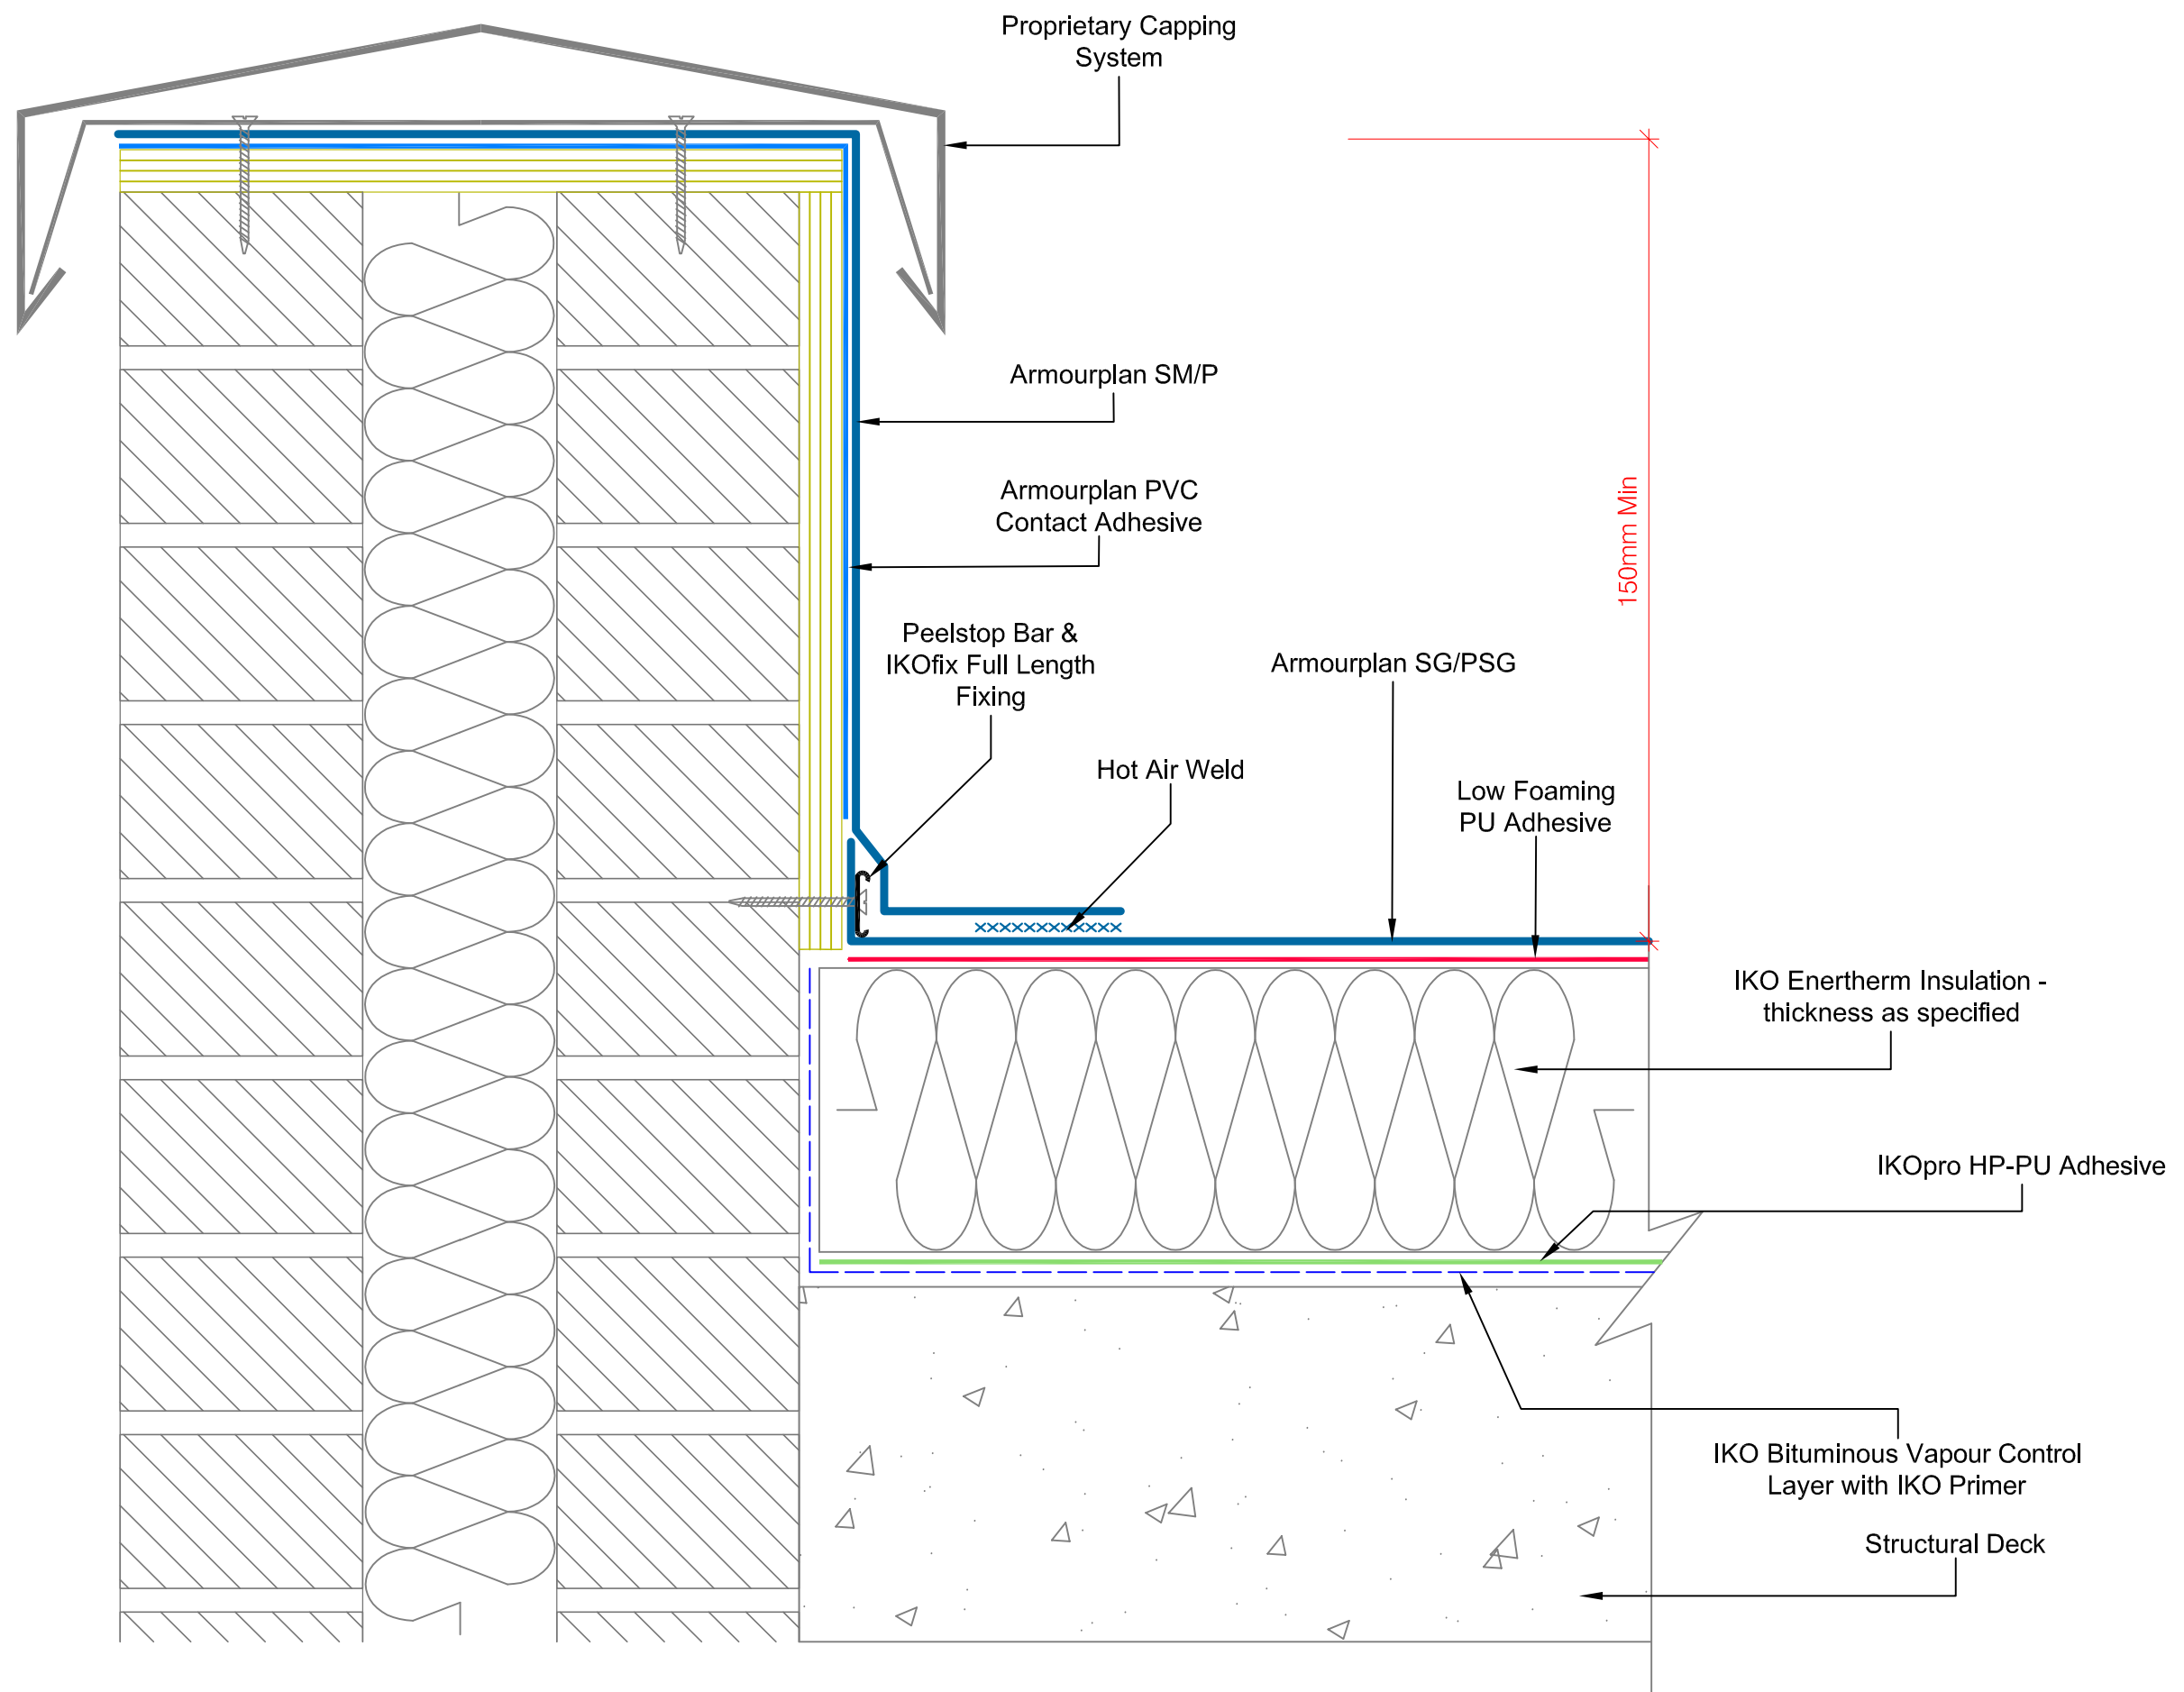 Proprietary Capping
System
Armourplan SM/P
Armourplan PVC
Contact Adhesive
150mm Min
Peelstop Bar &
IKOfix Full Length
Fixing
Armourplan SG/PSG
Hot Air Weld
Low Foaming
PU Adhesive
IKO Enertherm Insulation -
thickness as specified
IKOpro HP-PU Adhesive
IKO Bituminous Vapour Control
Layer with IKO Primer
Structural Deck